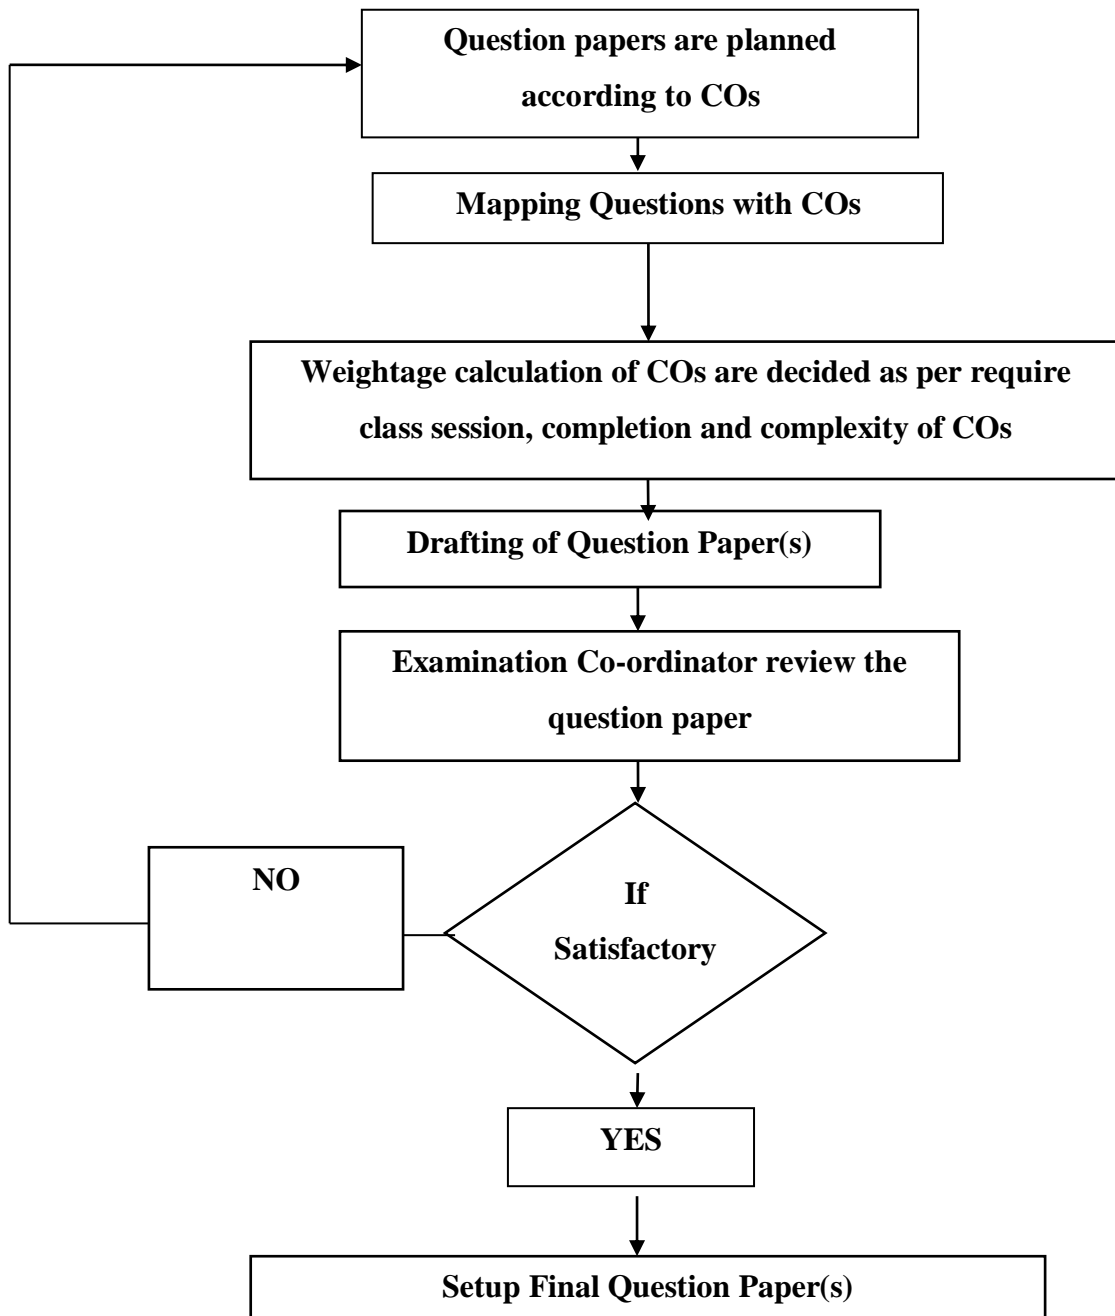 Question papers are planned
according to COs
Mapping Questions with COs
Weightage calculation of COs are decided as per require
class session, completion and complexity of COs
Drafting of Question Paper(s)
Examination Co-ordinator review the
question paper
NO
If
Satisfactory
YES
Setup Final Question Paper(s)